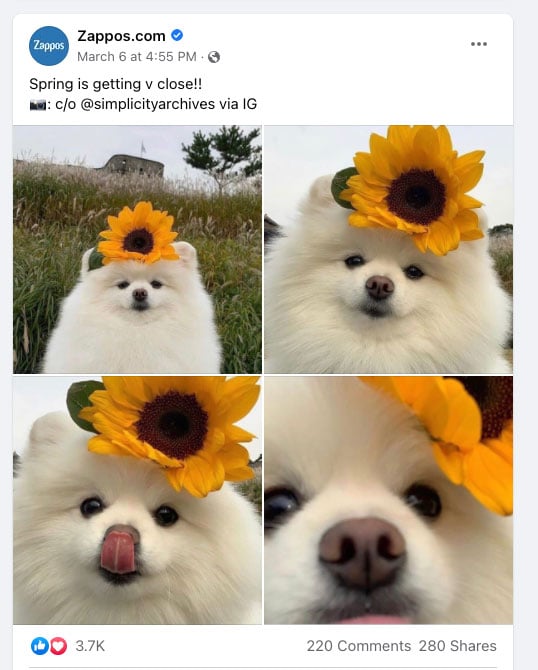 Zappos
Zappos.com
March 6 at 4:55 PM ·
Spring is getting v close!!
📷: c/o @simplicityarchives via IG
3.7K
220 Comments 280 Shares